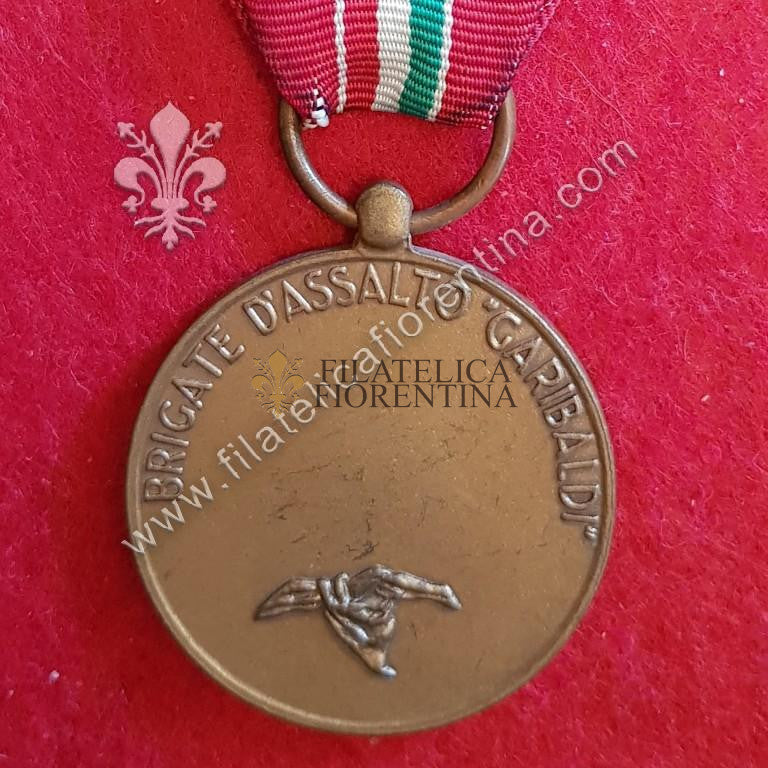 BRIGATE D'ASSALTO "GARIBALDI"
FILATELICA
FIORENTINA
www.filatelicafiorentina.com